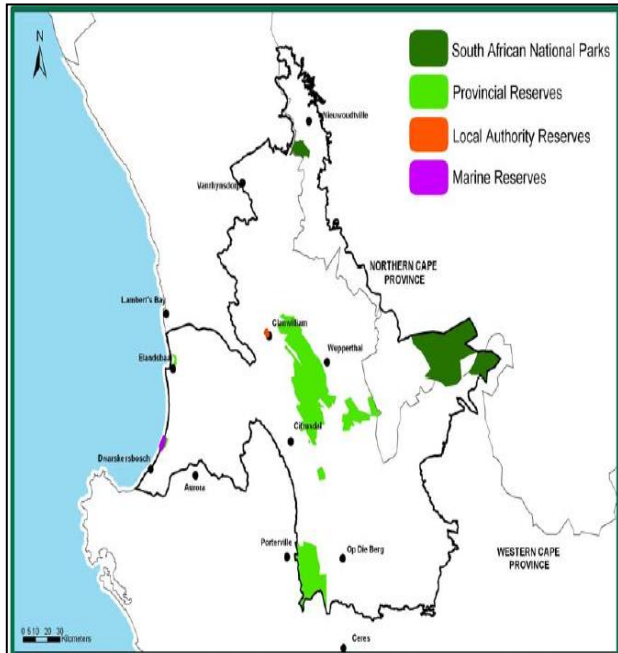 N
South African National Parks
Provincial Reserves
Local Authority Reserves
Marine Reserves
Nieuwoudtville
Vanrhynsdorp
NORTHERN CAPE
PROVINCE
Lambert's Bay
Clanwilliam
Wupperthal
Elandsbaai
Citrusdal
Dwarskersbosch
Aurora
Porterville
Op Die Berg
WESTERN CAPE
PROVINCE
Ceres
0 5 10 20 30
Kilometers